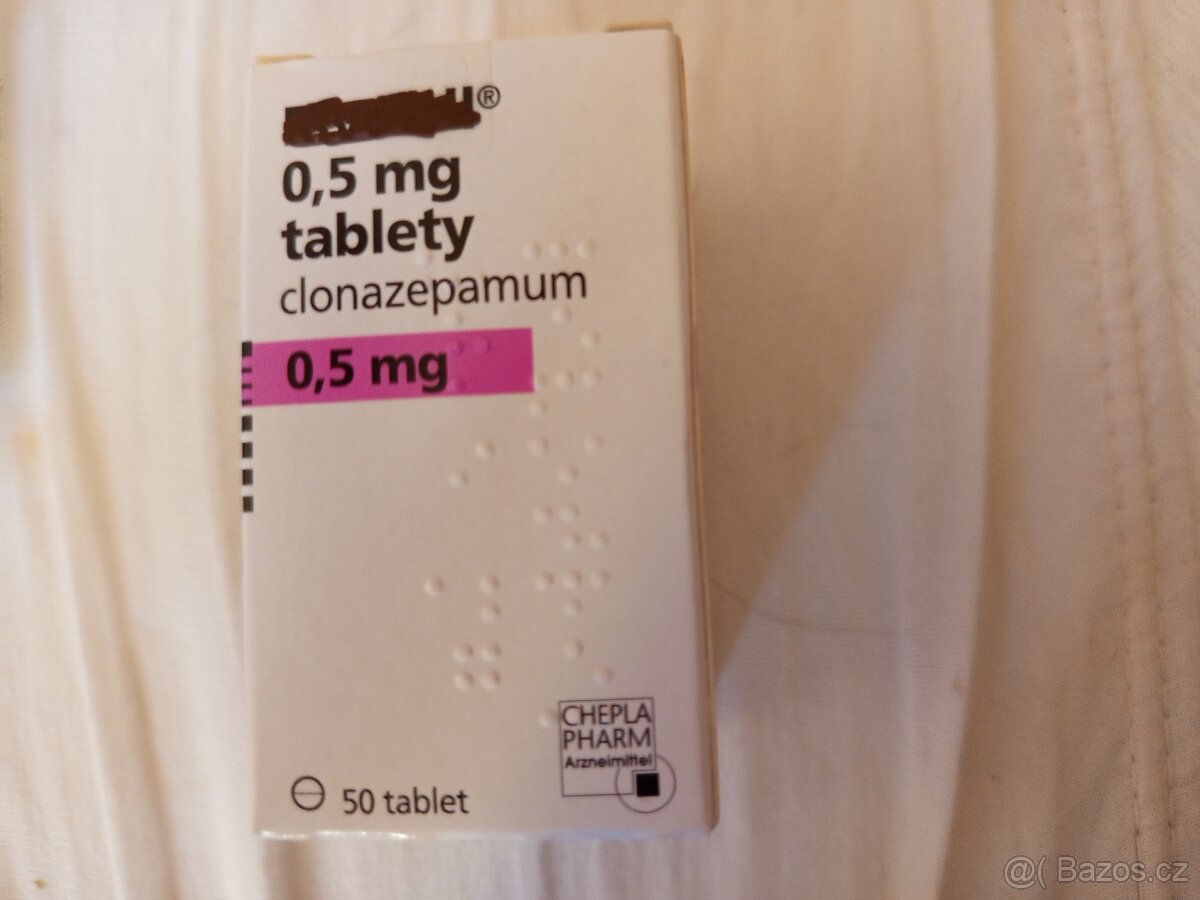 ®
0,5 mg
tablety
clonazepamum
0,5 mg
CHEPLA
PHARM
Arzneimittel
50 tablet
@( Bazos.cz